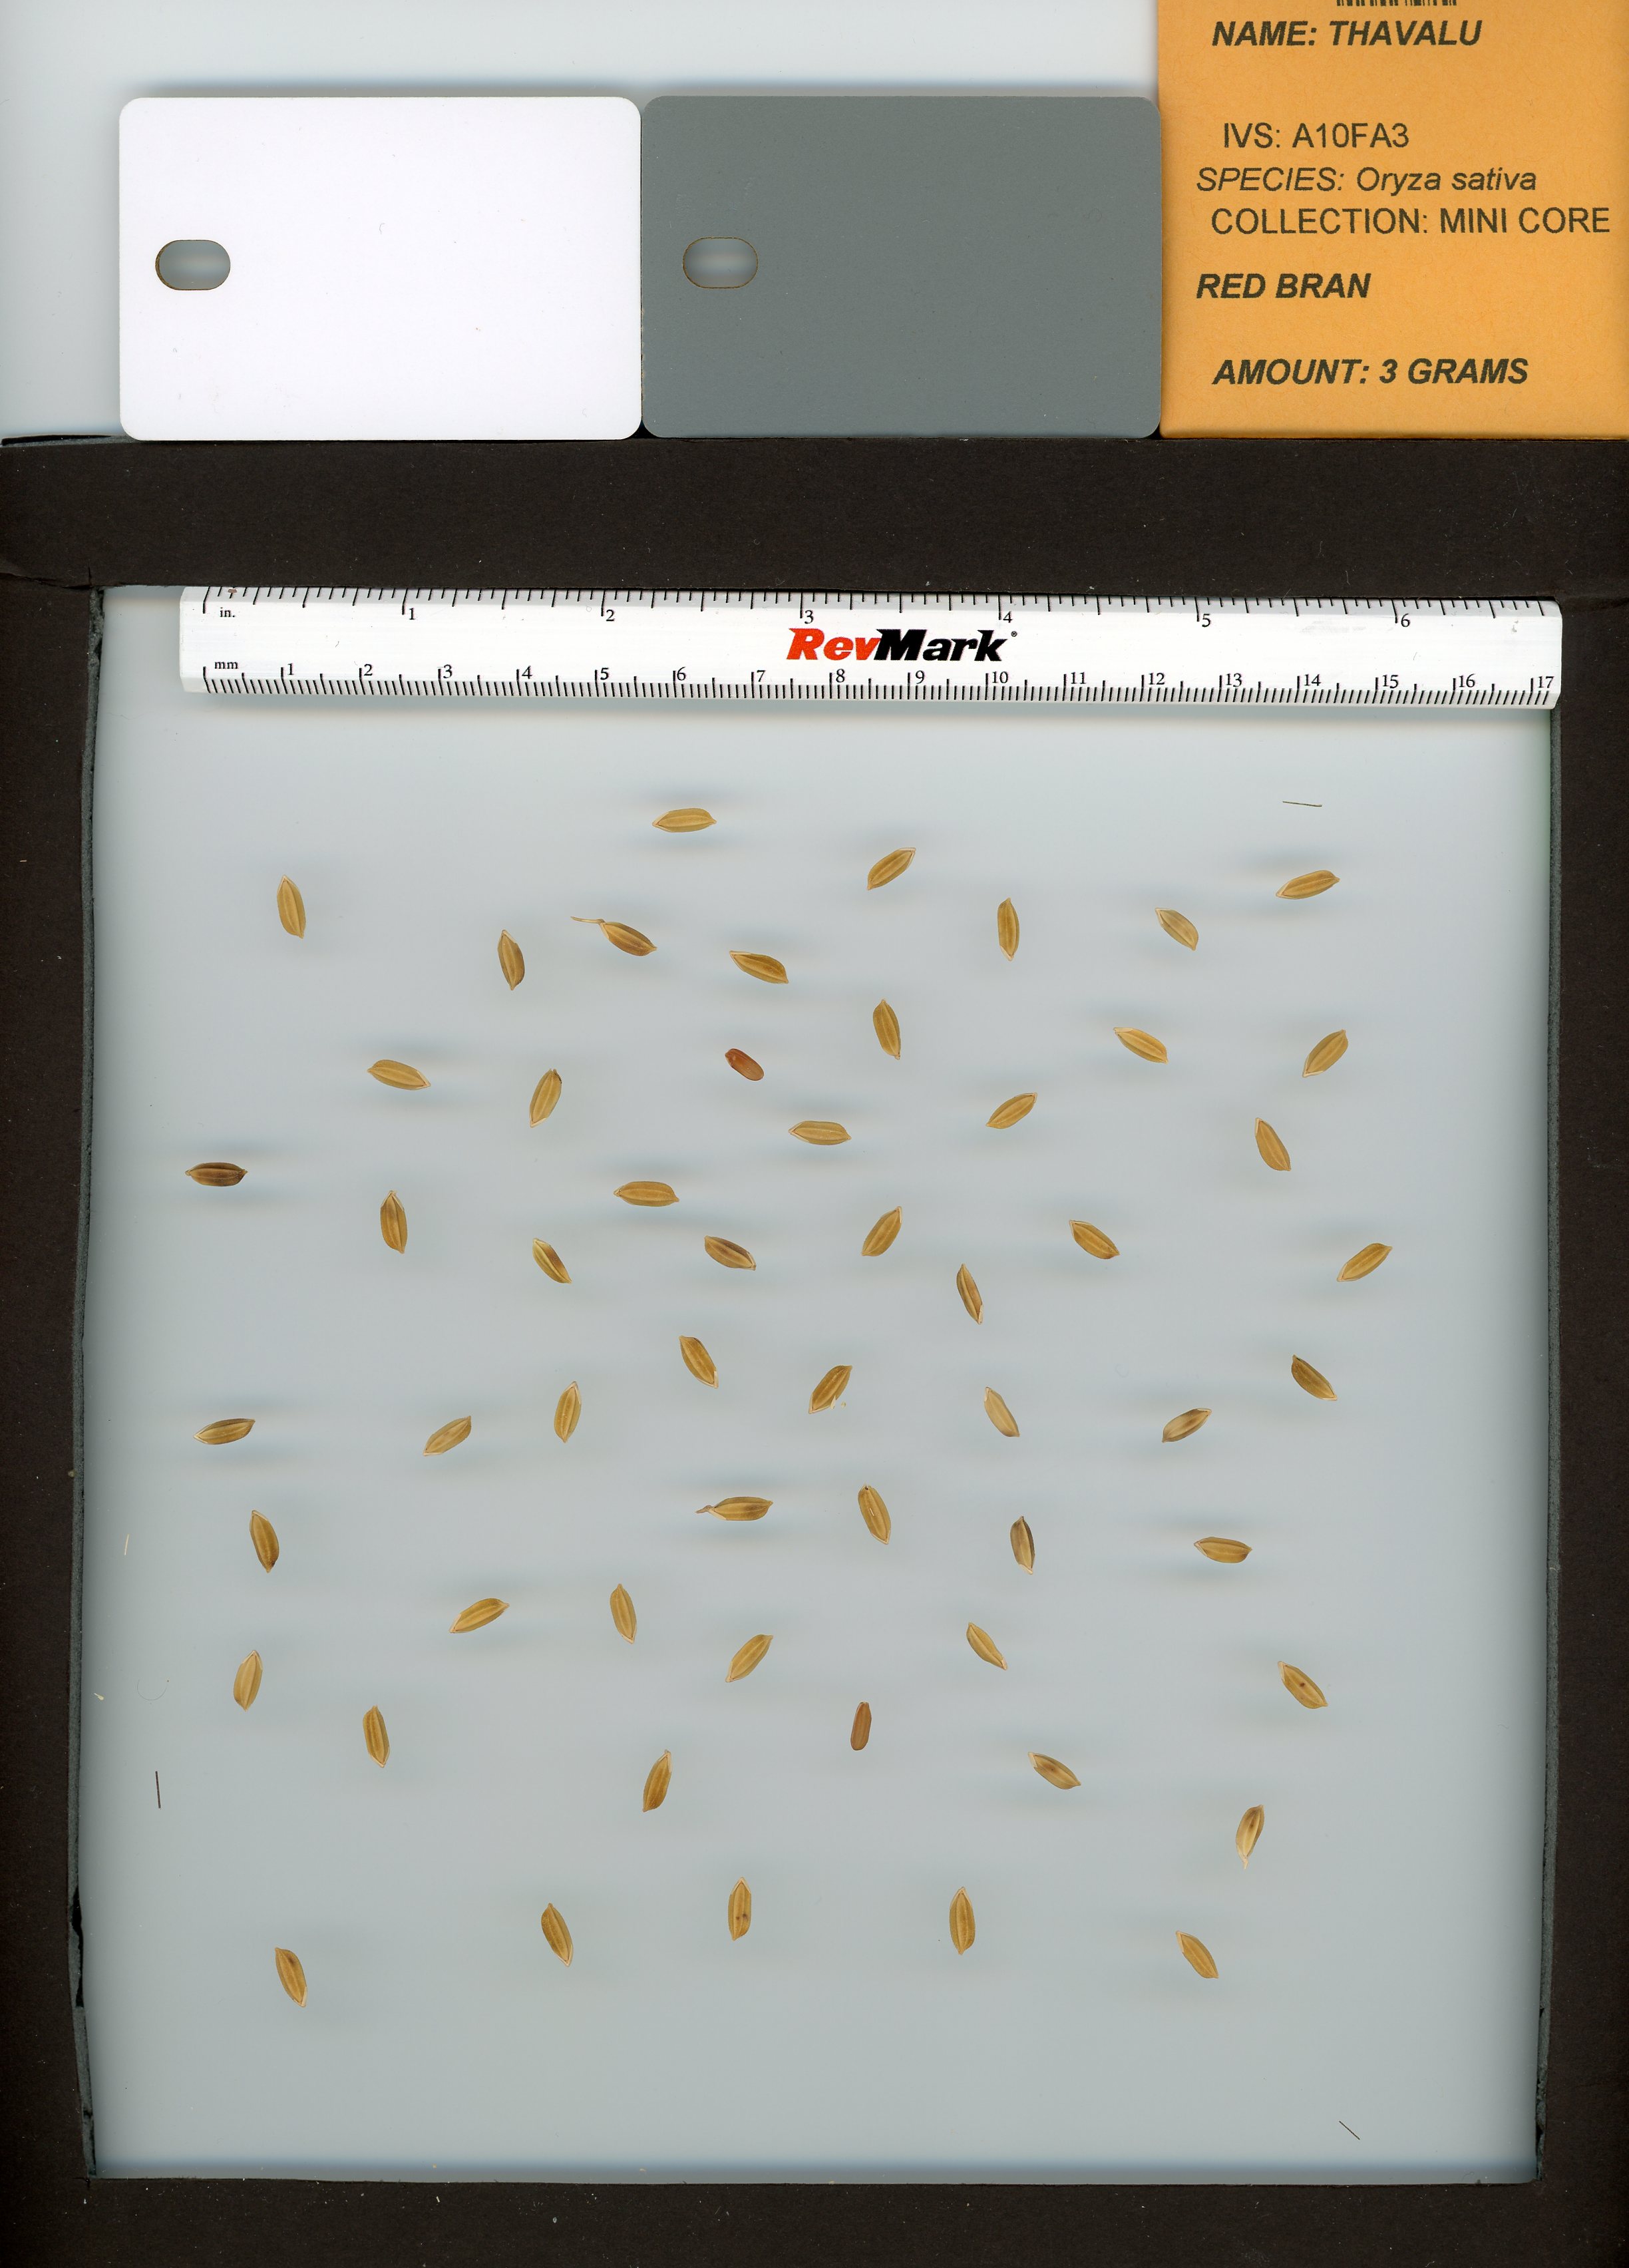 NAME: THAVALU
IVS: A10FA3
SPECIES: Oryza sativa
COLLECTION: MINI CORE
RED BRAN
AMOUNT: 3 GRAMS
in. 1 2 3 4 5 6
RevMark®
mm 1 2 3 4 5 6 7 8 9 10 11 12 13 14 15 16 17